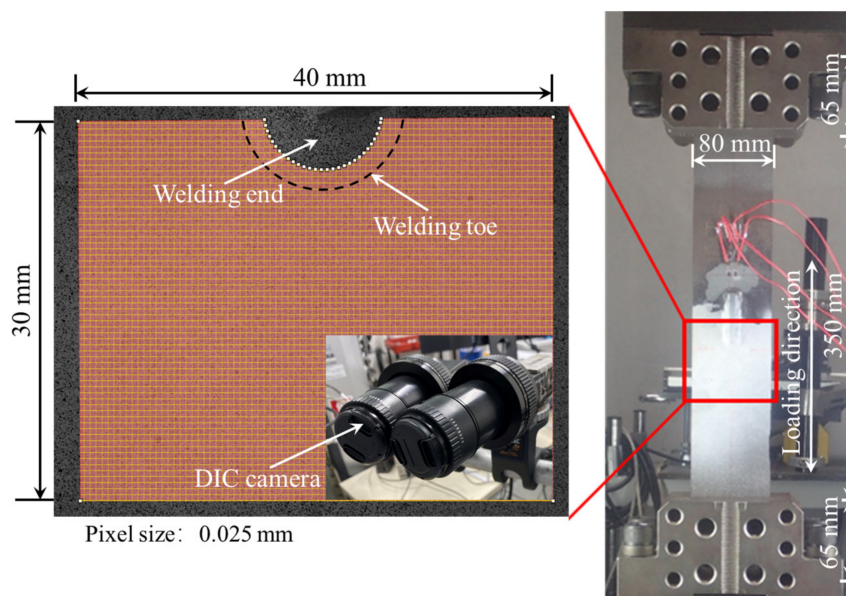 40 mm
30 mm
Welding end
Welding toe
DIC camera
Pixel size: 0.025 mm
65 mm
80 mm
Loading direction
350 mm
65 mm